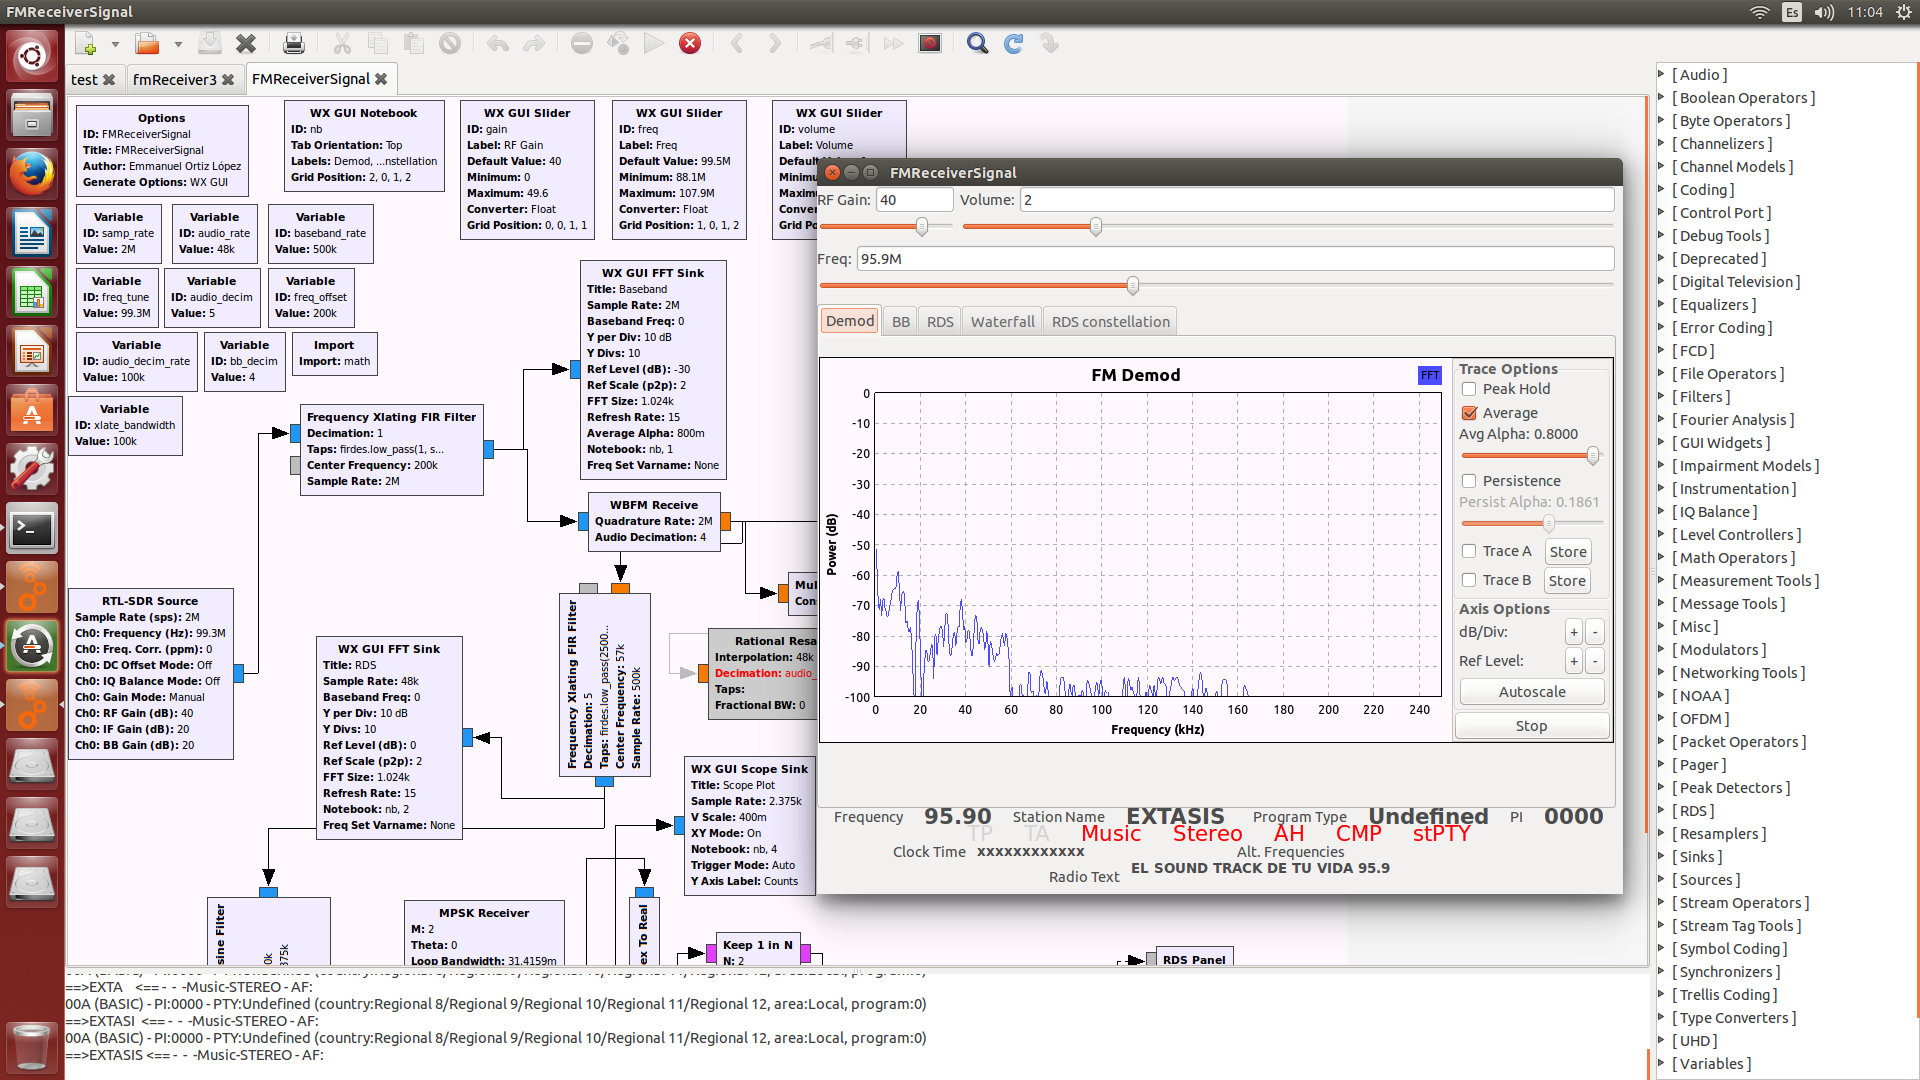 FMReceiverSignal
Es
11:04
test
fmReceiver3
FMReceiverSignal
Options
ID: FMReceiverSignal
Title: FMReceiverSignal
Author: Emmanuel Ortiz López
Generate Options: WX GUI
WX GUI Notebook
ID: nb
Tab Orientation: Top
Labels: Demod, ...nstellation
Grid Position: 2, 0, 1, 2
WX GUI Slider
ID: gain
Label: RF Gain
Default Value: 40
Minimum: 0
Maximum: 49.6
Converter: Float
Grid Position: 0, 0, 1, 1
WX GUI Slider
ID: freq
Label: Freq
Default Value: 99.5M
Minimum: 88.1M
Maximum: 107.9M
Converter: Float
Grid Position: 1, 0, 1, 2
WX GUI Slider
ID: volume
Label: Volume
Variable
ID: samp_rate
Value: 2M
Variable
ID: audio_rate
Value: 48k
Variable
ID: baseband_rate
Value: 500k
Variable
ID: freq_tune
Value: 99.3M
Variable
ID: audio_decim
Value: 5
Variable
ID: freq_offset
Value: 200k
Variable
ID: audio_decim_rate
Value: 100k
Variable
ID: bb_decim
Value: 4
Import
Import: math
Variable
ID: xlate_bandwidth
Value: 100k
Frequency Xlating FIR Filter
Decimation: 1
Taps: firdes.low_pass(1, s...
Center Frequency: 200k
Sample Rate: 2M
WX GUI FFT Sink
Title: Baseband
Sample Rate: 2M
Baseband Freq: 0
Y per Div: 10 dB
Y Divs: 10
Ref Level (dB): -30
Ref Scale (p2p): 2
FFT Size: 1.024k
Refresh Rate: 15
Average Alpha: 800m
Notebook: nb, 1
Freq Set Varname: None
WBFM Receive
Quadrature Rate: 2M
Audio Decimation: 4
RTL-SDR Source
Sample Rate (sps): 2M
Ch0: Frequency (Hz): 99.3M
Ch0: Freq. Corr. (ppm): 0
Ch0: DC Offset Mode: Off
Ch0: IQ Balance Mode: Off
Ch0: Gain Mode: Manual
Ch0: RF Gain (dB): 40
Ch0: IF Gain (dB): 20
Ch0: BB Gain (dB): 20
WX GUI FFT Sink
Title: RDS
Sample Rate: 48k
Baseband Freq: 0
Y per Div: 10 dB
Y Divs: 10
Ref Level (dB): 0
Ref Scale (p2p): 2
FFT Size: 1.024k
Refresh Rate: 15
Notebook: nb, 2
Freq Set Varname: None
Frequency Xlating FIR Filter
Decimation: 5
Taps: firdes.low_pass(2500...
Center Frequency: 57k
Sample Rate: 500k
Rational Resa
Interpolation: 48k
Decimation: audio_
Taps:
Fractional BW: 0
WX GUI Scope Sink
Title: Scope Plot
Sample Rate: 2.375k
V Scale: 400m
XY Mode: On
Notebook: nb, 4
Trigger Mode: Auto
Y Axis Label: Counts
MPSK Receiver
M: 2
Theta: 0
Loop Bandwidth: 31.4159m
Keep 1 in N
N: 2
RDS Panel
FMReceiverSignal
RF Gain: 40
Volume: 2
Freq: 95.9M
Demod
BB
RDS
Waterfall
RDS constellation
FM Demod
FFT
Power (dB)
0
-10
-20
-30
-40
-50
-60
-70
-80
-90
-100
0 20 40 60 80 100 120 140 160 180 200 220 240
Frequency (kHz)
Trace Options
Peak Hold
Average
Avg Alpha: 0.8000
Persistence
Persist Alpha: 0.1861
Trace A
Store
Trace B
Store
Axis Options
dB/Div: + -
Ref Level: + -
Autoscale
Stop
Frequency 95.90 Station Name EXTASIS Program Type Undefined PI 0000
TP TA Music Stereo AH CMP stPTY
Clock Time xxxxxxxxxxxx Alt. Frequencies
Radio Text EL SOUND TRACK DE TU VIDA 95.9
[ Audio ]
[ Boolean Operators ]
[ Byte Operators ]
[ Channelizers ]
[ Channel Models ]
[ Coding ]
[ Control Port ]
[ Debug Tools ]
[ Deprecated ]
[ Digital Television ]
[ Equalizers ]
[ Error Coding ]
[ FCD ]
[ File Operators ]
[ Filters ]
[ Fourier Analysis ]
[ GUI Widgets ]
[ Impairment Models ]
[ Instrumentation ]
[ IQ Balance ]
[ Level Controllers ]
[ Math Operators ]
[ Measurement Tools ]
[ Message Tools ]
[ Misc ]
[ Modulators ]
[ Networking Tools ]
[ NOAA ]
[ OFDM ]
[ Packet Operators ]
[ Pager ]
[ Peak Detectors ]
[ RDS ]
[ Resamplers ]
[ Sinks ]
[ Sources ]
[ Stream Operators ]
[ Stream Tag Tools ]
[ Symbol Coding ]
[ Synchronizers ]
[ Trellis Coding ]
[ Type Converters ]
[ UHD ]
[ Variables ]
==>EXTA <== - - -Music-STEREO - AF:
00A (BASIC) - PI:0000 - PTY:Undefined (country:Regional 8/Regional 9/Regional 10/Regional 11/Regional 12, area:Local, program:0)
==>EXTASI <== - - -Music-STEREO - AF:
00A (BASIC) - PI:0000 - PTY:Undefined (country:Regional 8/Regional 9/Regional 10/Regional 11/Regional 12, area:Local, program:0)
==>EXTASIS <== - - -Music-STEREO - AF: